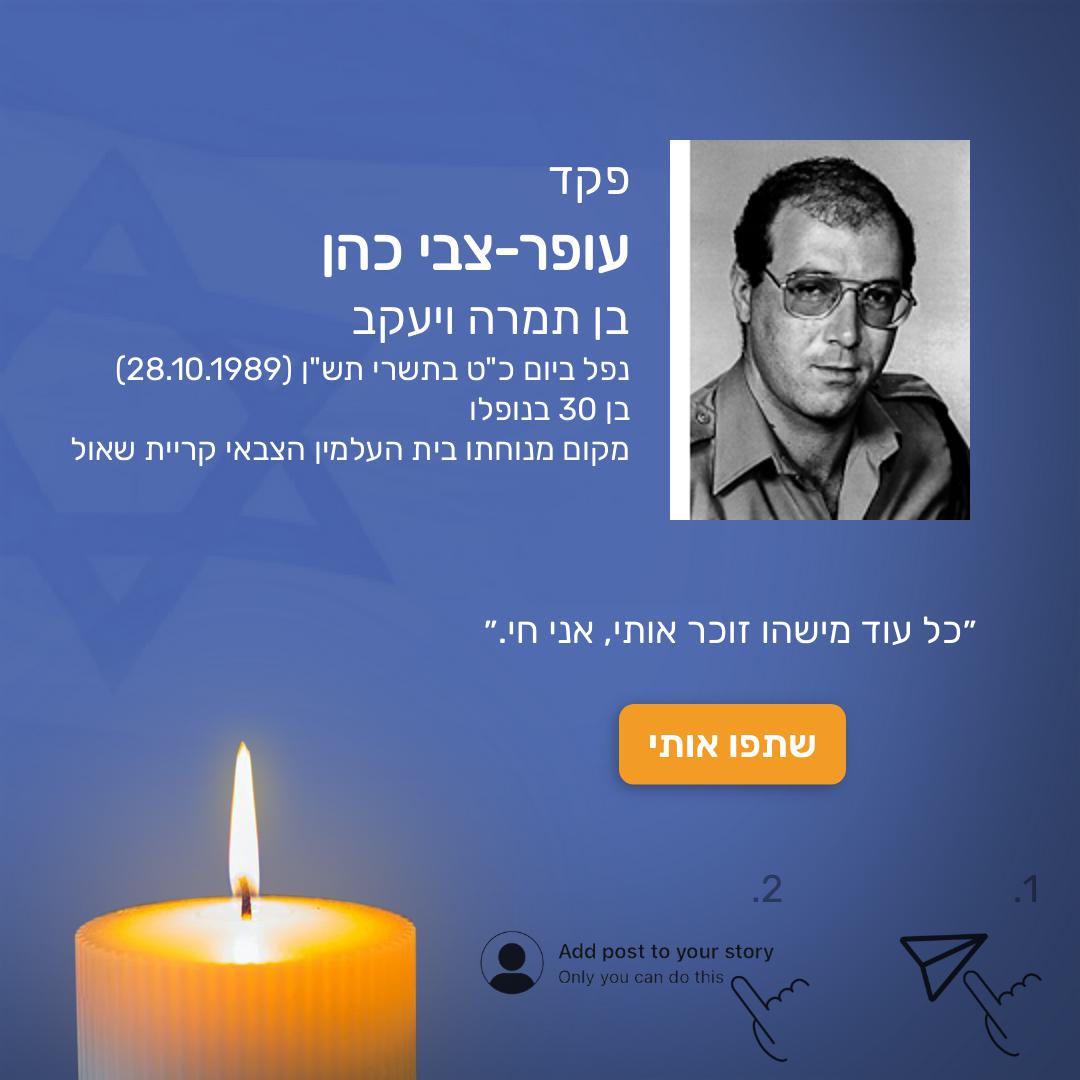 פקד
עופר-צבי כהן
בן תמרה ויעקב
נפל ביום כ"ט בתשרי תש"ן (28.10.1989)
בן 30 בנופלו
מקום מנוחתו בית העלמין הצבאי קריית שאול
״כל עוד מישהו זוכר אותי, אני חי.״
שתפו אותי
1.
2.
Add post to your story
Only you can do this